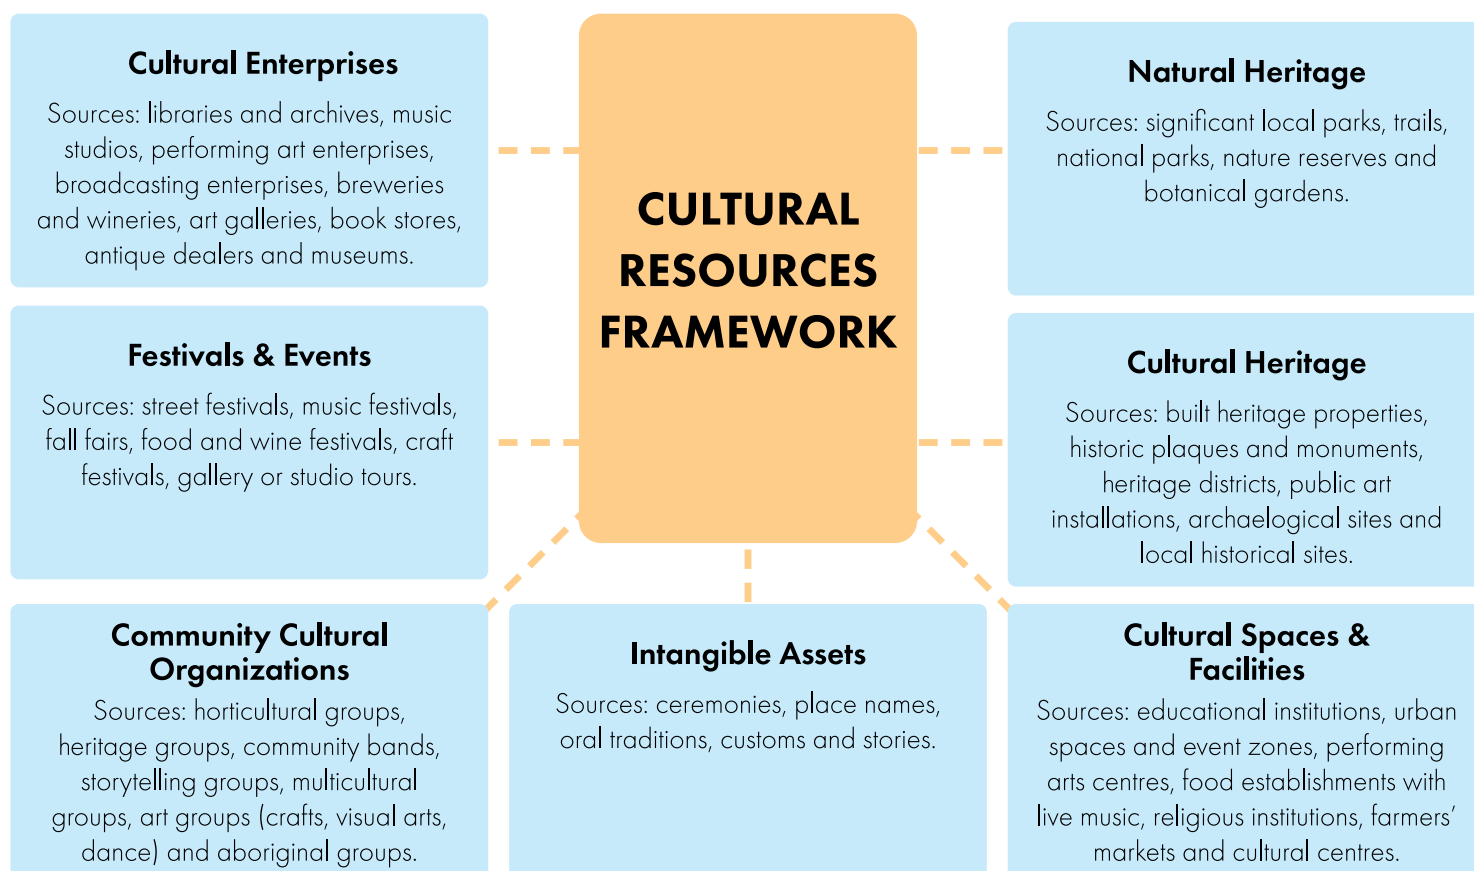 Cultural Enterprises
Sources: libraries and archives, music
studios, performing art enterprises,
broadcasting enterprises, breweries
and wineries, art galleries, book stores,
antique dealers and museums.
CULTURAL
RESOURCES
FRAMEWORK
Natural Heritage
Sources: significant local parks, trails,
national parks, nature reserves and
botanical gardens.
Festivals & Events
Sources: street festivals, music festivals,
fall fairs, food and wine festivals, craft
festivals, gallery or studio tours.
Cultural Heritage
Sources: built heritage properties,
historic plaques and monuments,
heritage districts, public art
installations, archaelogical sites and
local historical sites.
Community Cultural
Organizations
Sources: horticultural groups,
heritage groups, community bands,
storytelling groups, multicultural
groups, art groups (crafts, visual arts,
dance) and aboriginal groups.
Intangible Assets
Sources: ceremonies, place names,
oral traditions, customs and stories.
Cultural Spaces &
Facilities
Sources: educational institutions, urban
spaces and event zones, performing
arts centres, food establishments with
live music, religious institutions, farmers’
markets and cultural centres.